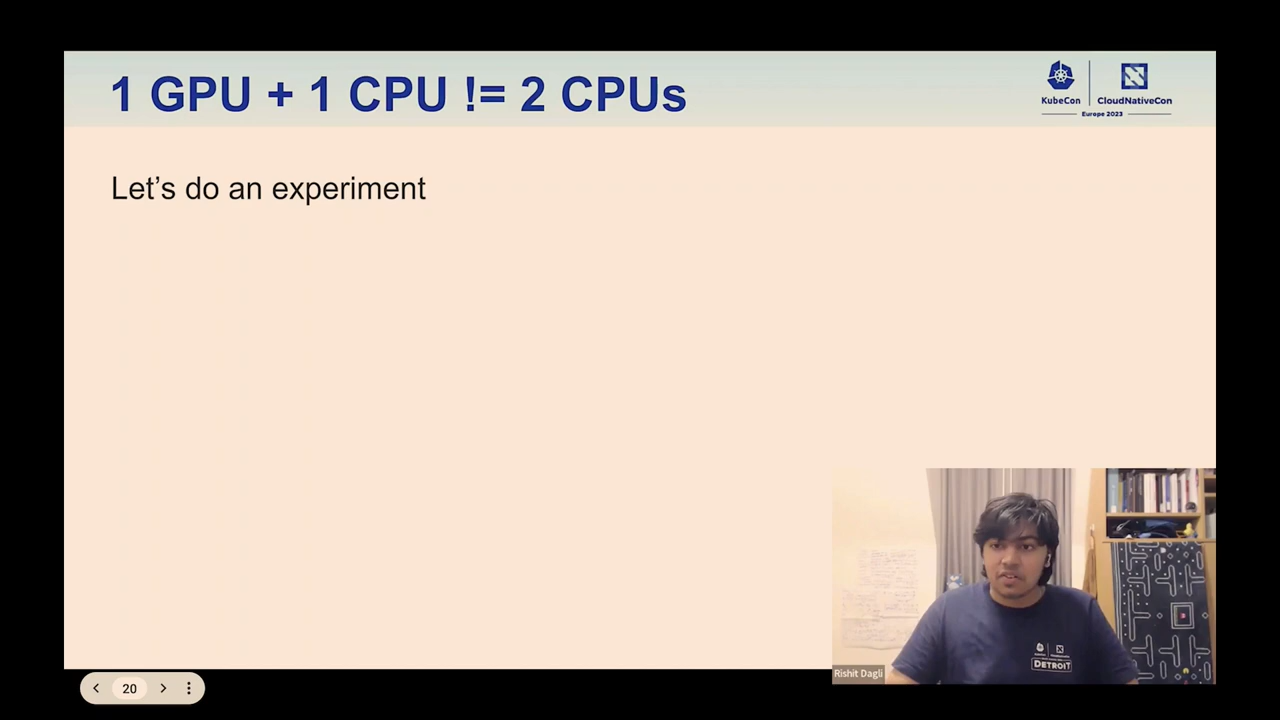 1 GPU + 1 CPU != 2 CPUs
KubeCon
CloudNativeCon
Europe 2023
Let's do an experiment
DETROIT
Rishit Dagli
20